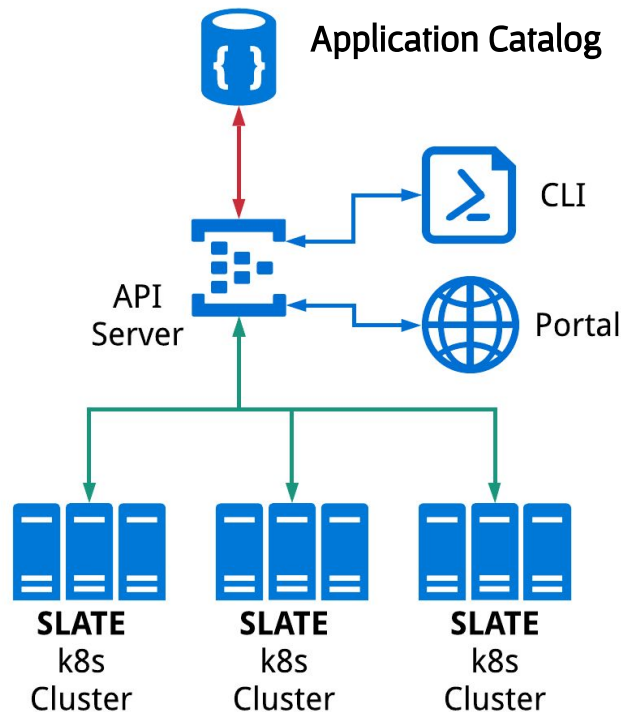 Application Catalog
CLI
API
Server
Portal
SLATE
k8s
Cluster
SLATE
k8s
Cluster
SLATE
k8s
Cluster